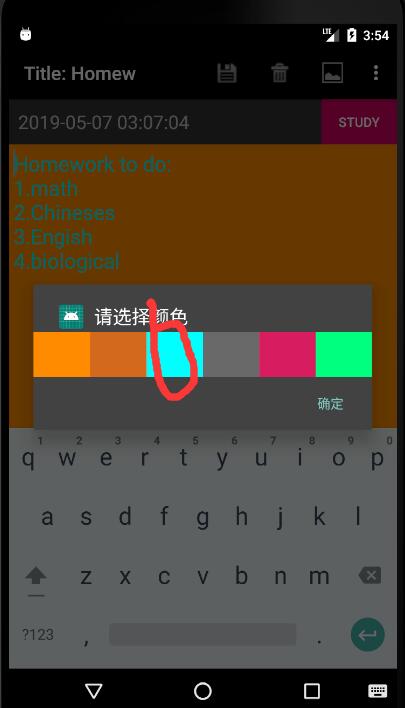 LTE 3:54
Title: Homew
2019-05-07 03:07:04 STUDY
Homework to do:
1.math
2.Chineses
3.Engish
4.biological
请选择颜色
确定
1 2 3 4 5 6 7 8 9 0
q w e r t y u i o p
a s d f g h j k l
z x c v b n m
?123 , .